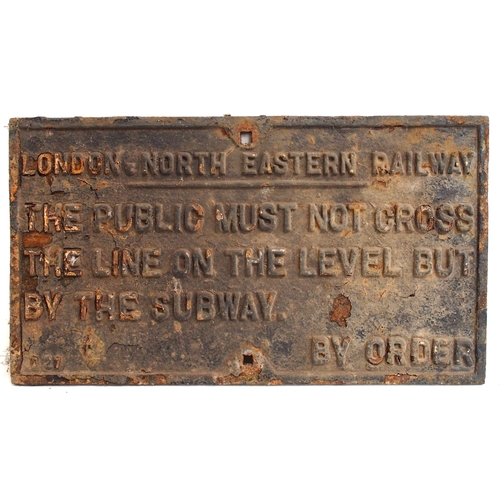 LONDON & NORTH EASTERN RAILWAY
THE PUBLIC MUST NOT CROSS
THE LINE ON THE LEVEL BUT
BY THE SUBWAY.
BY ORDER